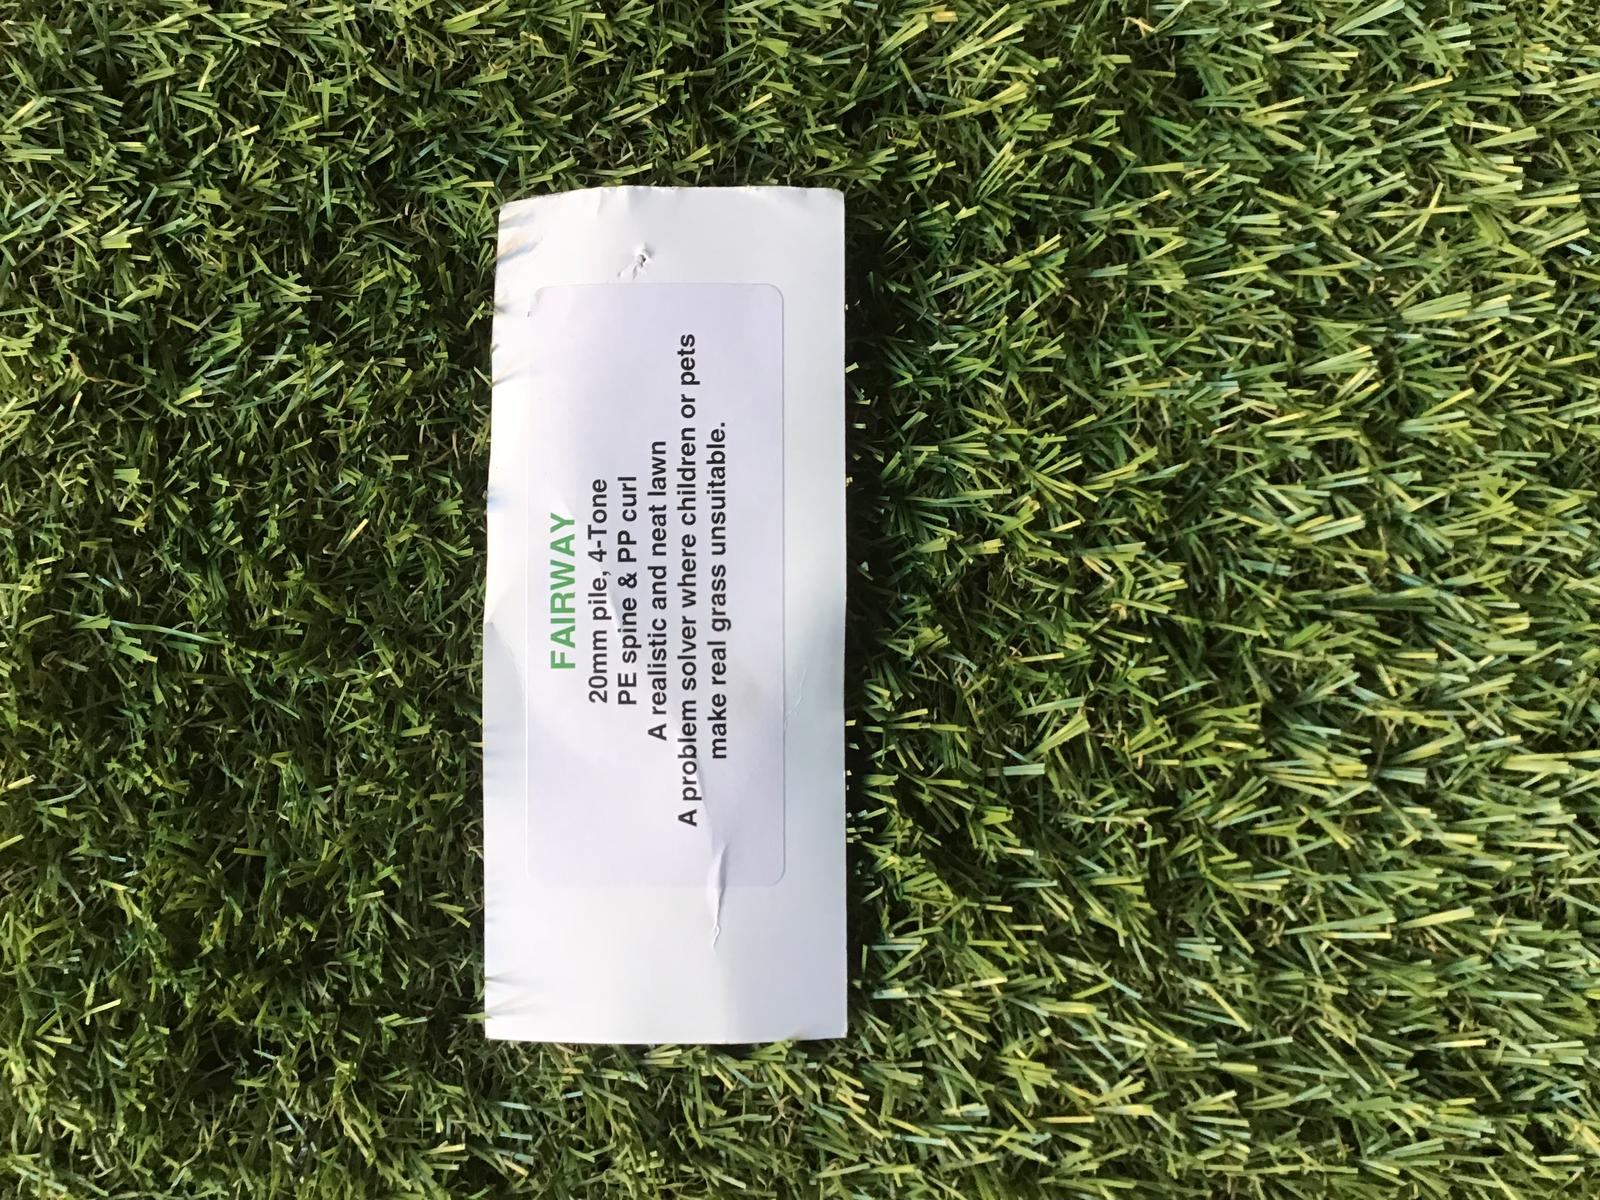 FAIRWAY
20mm pile, 4-Tone
PE spine & PP curl
A realistic and neat lawn
A problem solver where children or pets
make real grass unsuitable.